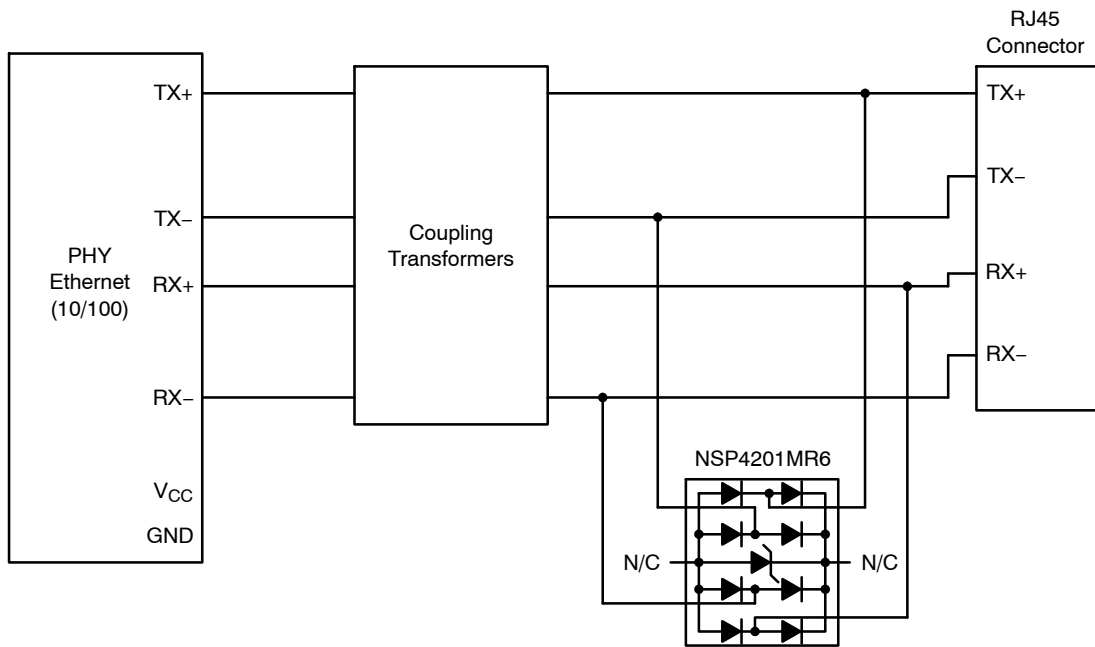 RJ45
Connector
TX+
TX–
PHY
Ethernet
(10/100)
RX+
RX–
VCC
GND
Coupling
Transformers
TX+
TX–
RX+
RX–
NSP4201MR6
N/C
N/C